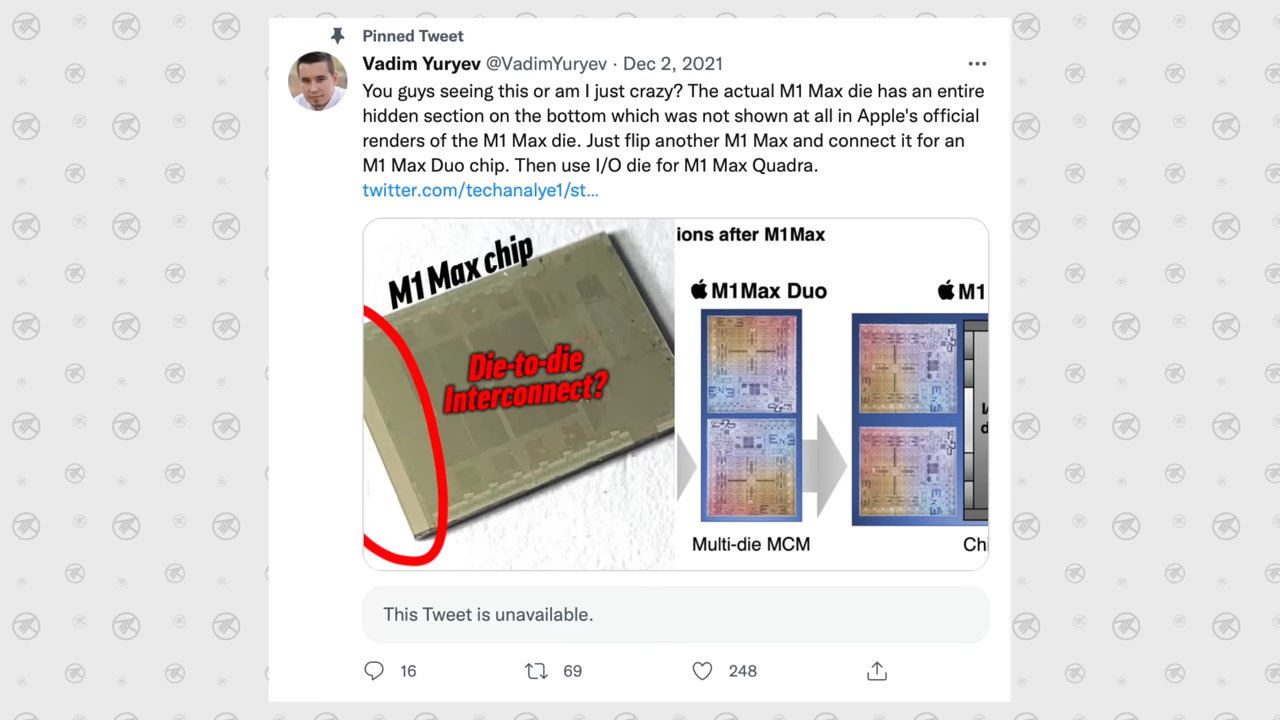 Pinned Tweet
Vadim Yuryev @VadimYuryev · Dec 2, 2021
You guys seeing this or am I just crazy? The actual M1 Max die has an entire
hidden section on the bottom which was not shown at all in Apple's official
renders of the M1 Max die. Just flip another M1 Max and connect it for an
M1 Max Duo chip. Then use I/O die for M1 Max Quadra.
twitter.com/techanalye1/st...
M1 Max chip
Die-to-die
Interconnect?
ions after M1Max
M1Max Duo
M1
Multi-die MCM
Chi
This Tweet is unavailable.
16
69
248